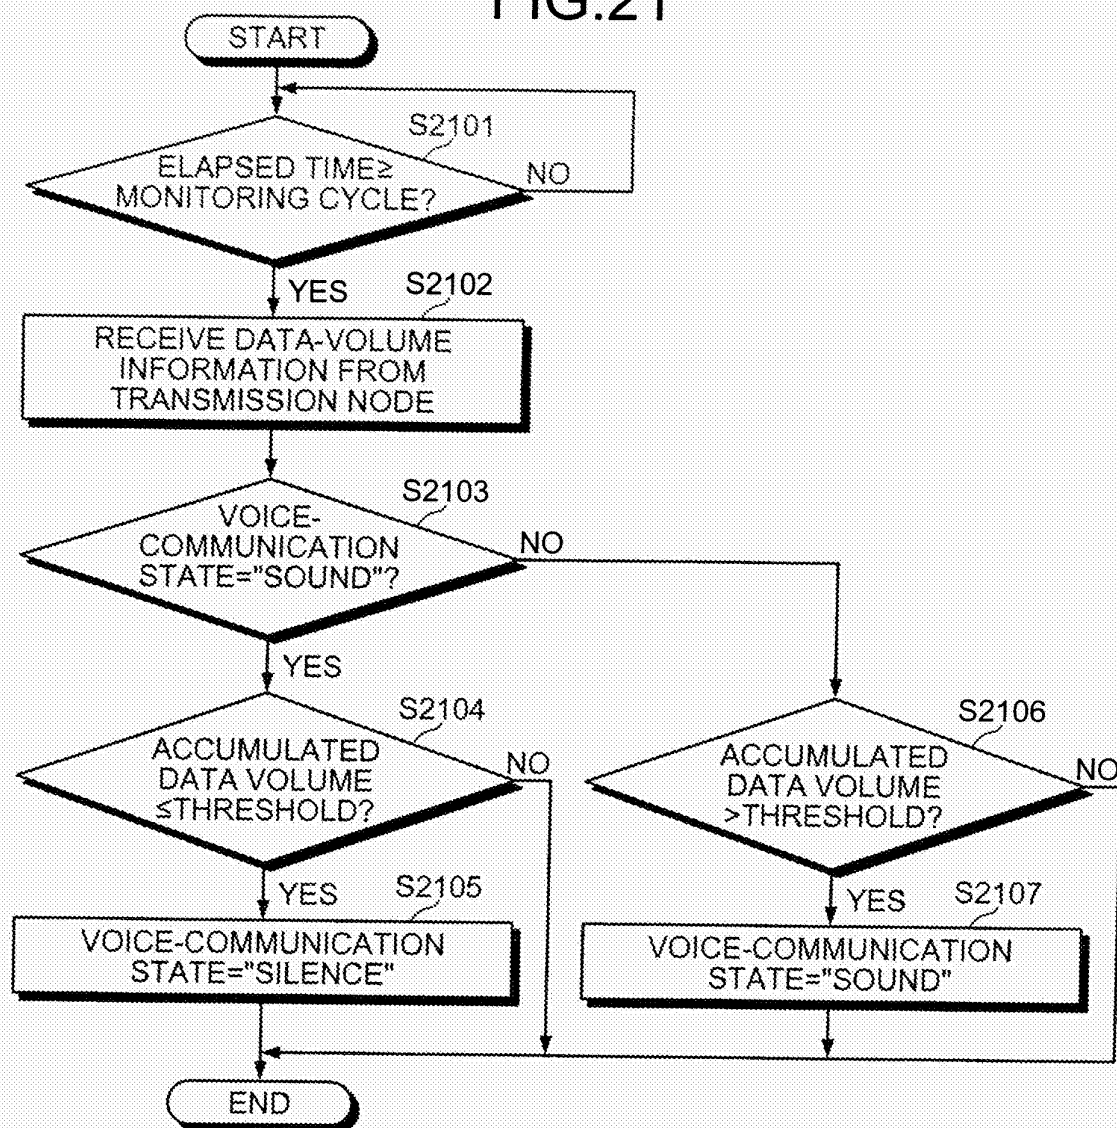 FIG.21
START
S2101
ELAPSED TIME≥
MONITORING CYCLE?
NO
YES
S2102
RECEIVE DATA-VOLUME
INFORMATION FROM
TRANSMISSION NODE
S2103
VOICE-
COMMUNICATION
STATE="SOUND"?
NO
YES
S2104
ACCUMULATED
DATA VOLUME
≤THRESHOLD?
NO
S2106
ACCUMULATED
DATA VOLUME
>THRESHOLD?
NO
YES
S2105
VOICE-COMMUNICATION
STATE="SILENCE"
YES
S2107
VOICE-COMMUNICATION
STATE="SOUND"
END